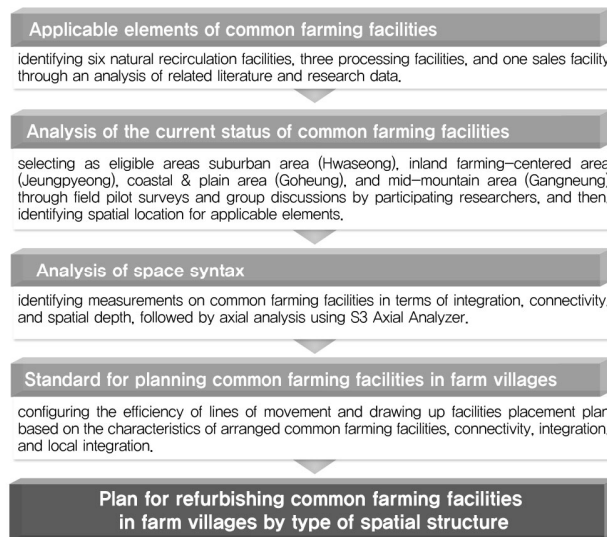 Applicable elements of common farming facilities
identifying six natural recirculation facilities, three processing facilities, and one sales facility
through an analysis of related literature and research data.
Analysis of the current status of common farming facilities
selecting as eligible areas suburban area (Hwaseong), inland farming-centered area
(Jeungpyeong), coastal & plain area (Goheung), and mid-mountain area (Gangneung)
through field pilot surveys and group discussions by participating researchers, and then,
identifying spatial location for applicable elements.
Analysis of space syntax
identifying measurements on common farming facilities in terms of integration, connectivity,
and spatial depth, followed by axial analysis using S3 Axial Analyzer.
Standard for planning common farming facilities in farm villages
configuring the efficiency of lines of movement and drawing up facilities placement plan
based on the characteristics of arranged common farming facilities, connectivity, integration,
and local integration.
Plan for refurbishing common farming facilities
in farm villages by type of spatial structure